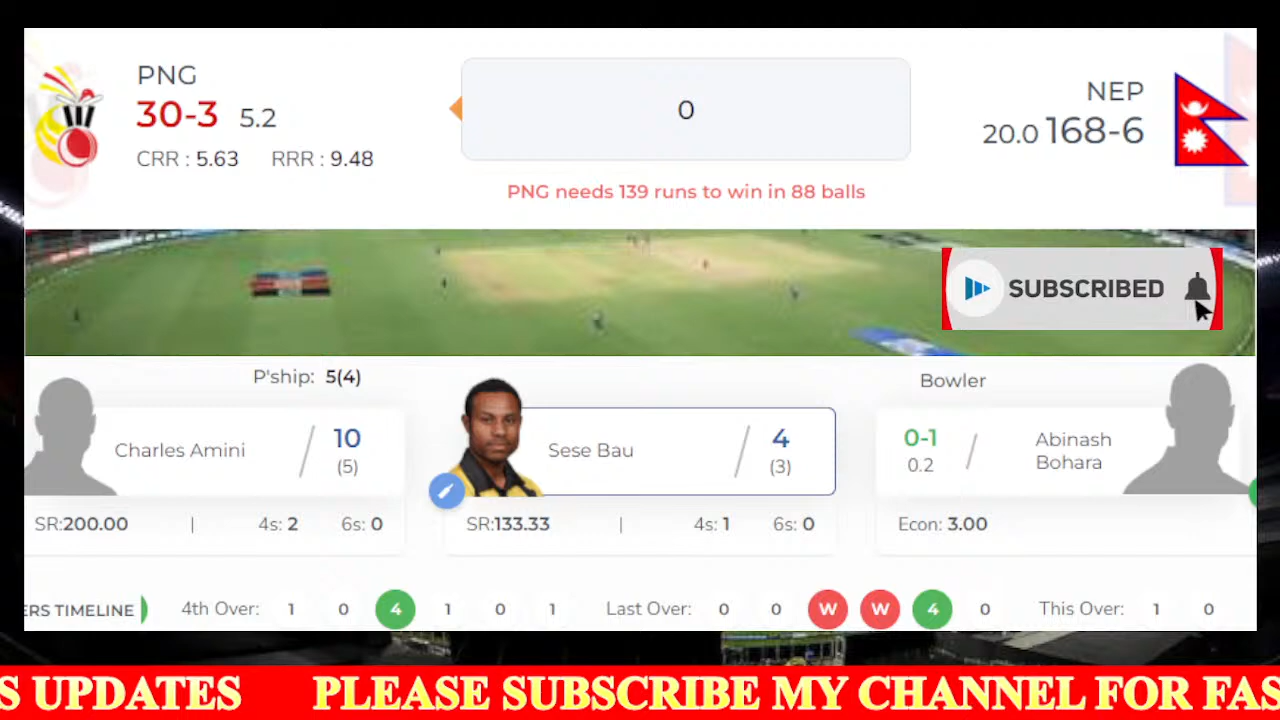 PNG
30-3 5.2
CRR : 5.63 RRR : 9.48
0
NEP
20.0 168-6
PNG needs 139 runs to win in 88 balls
SUBSCRIBED
P'ship: 5(4)
Charles Amini
10
(5)
SR:200.00 | 4s: 2 6s: 0
Sese Bau
4
(3)
SR:133.33 | 4s: 1 6s: 0
Bowler
0-1
0.2
Abinash
Bohara
Econ: 3.00
ERS TIMELINE 4th Over: 1 0 4 1 0 1 Last Over: 0 0 W W 4 0 This Over: 1 0
S UPDATES PLEASE SUBSCRIBE MY CHANNEL FOR FAS